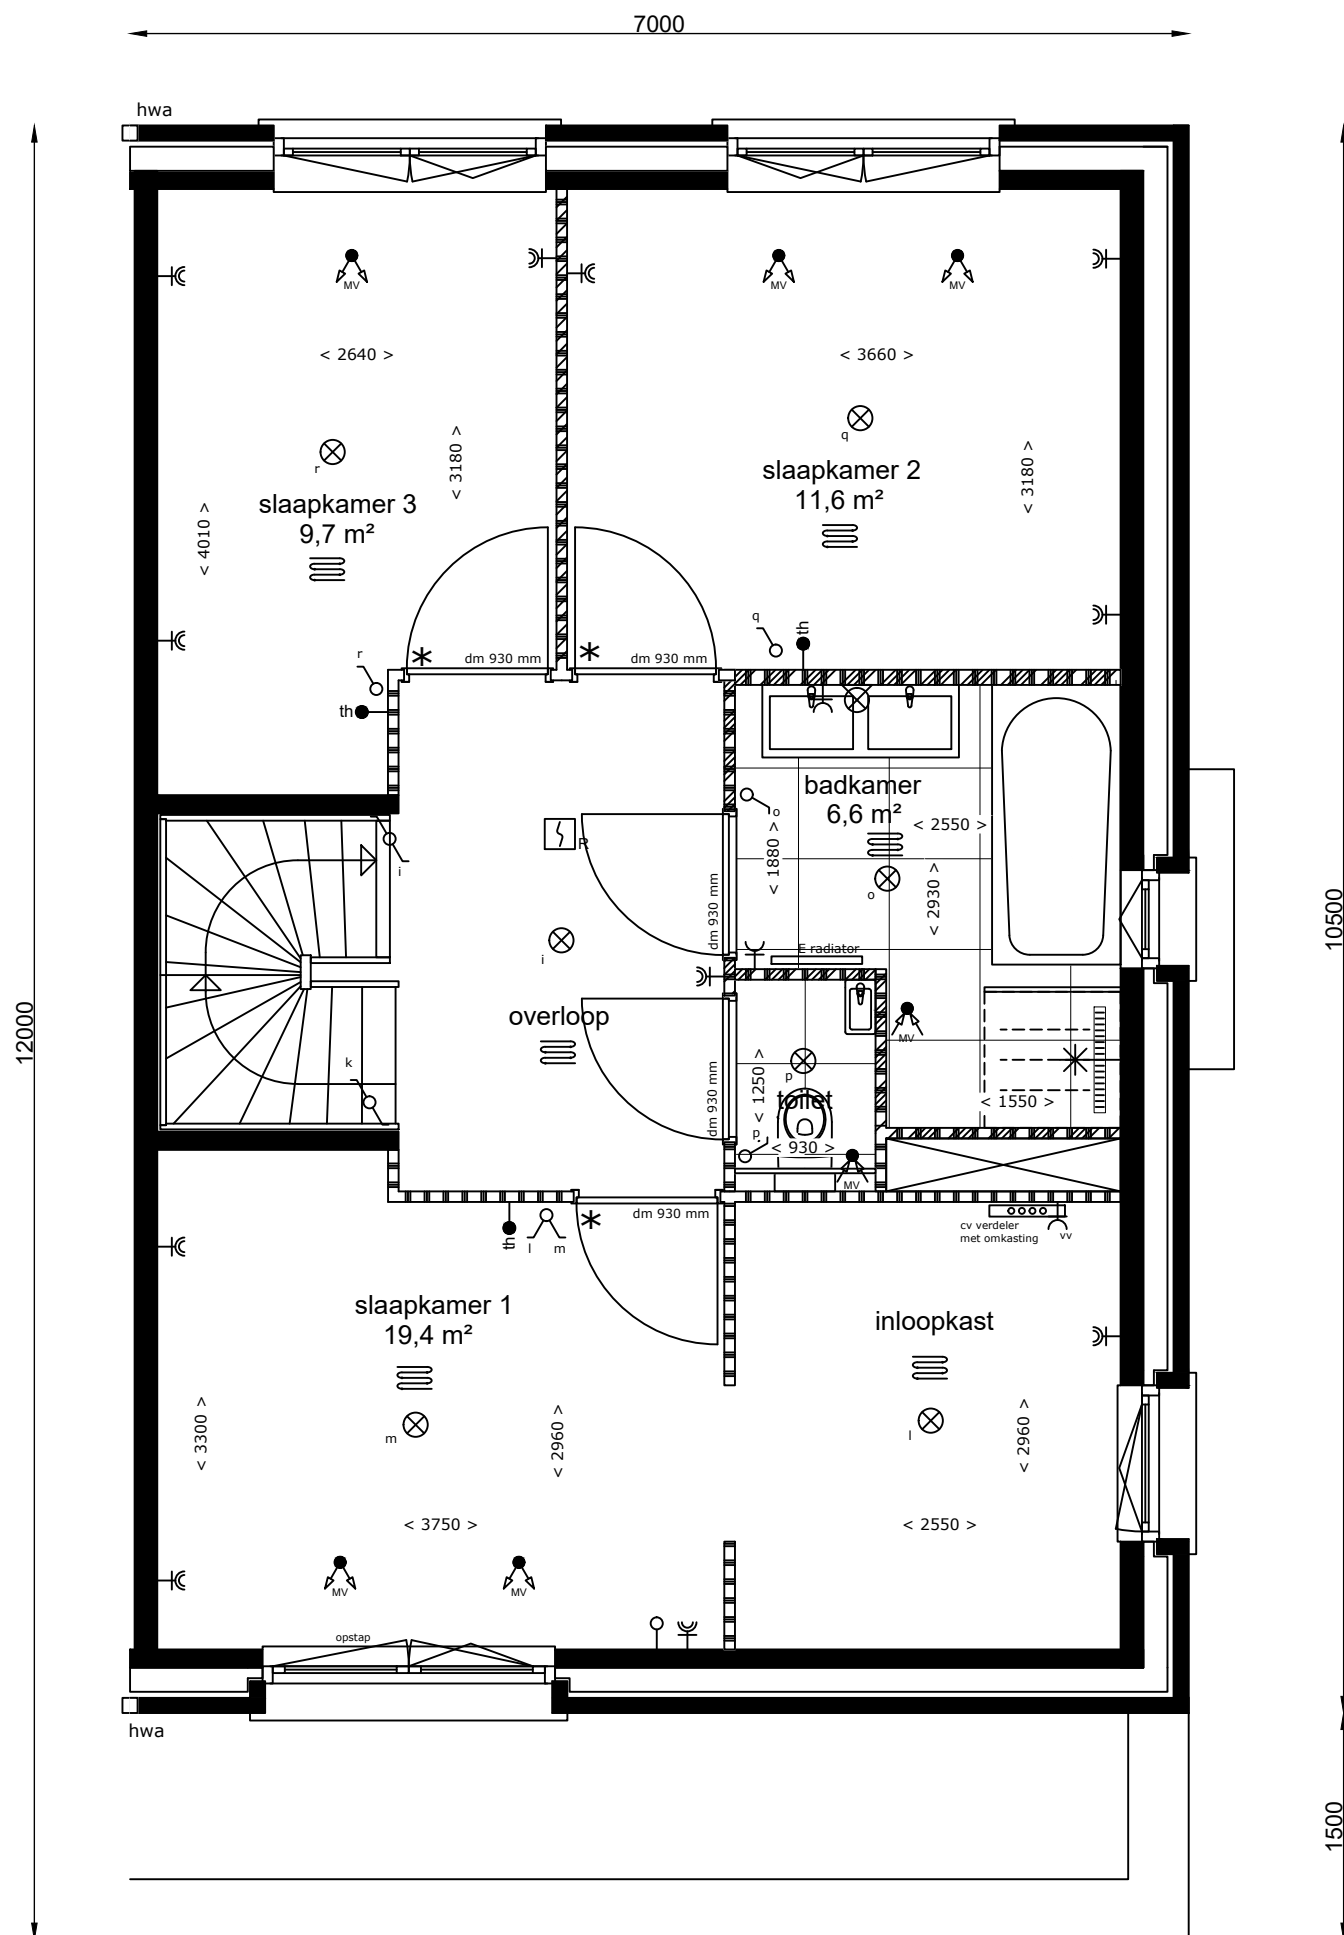 7000
hwa
MV
MV
MV
< 2640 >
< 3660 >
q
r
< 3180 >
< 3180 >
slaapkamer 2
11,6 m²
slaapkamer 3
9,7 m²
< 4010 >
q
th
r
dm 930 mm
dm 930 mm
th
badkamer
6,6 m²
< 2550 >
o
< 1880 >
R
i
o
< 2930 >
dm 930 mm
10500
E radiator
i
overloop
12000
MV
k
p
< 1250 >
toilet
dm 930 mm
< 1550 >
p
< 930 >
MV
dm 930 mm
th
l
m
cv verdeler
met omkasting
vv
slaapkamer 1
19,4 m²
inloopkast
< 3300 >
< 2960 >
< 2960 >
m
l
< 3750 >
< 2550 >
MV
MV
opstap
hwa
1500